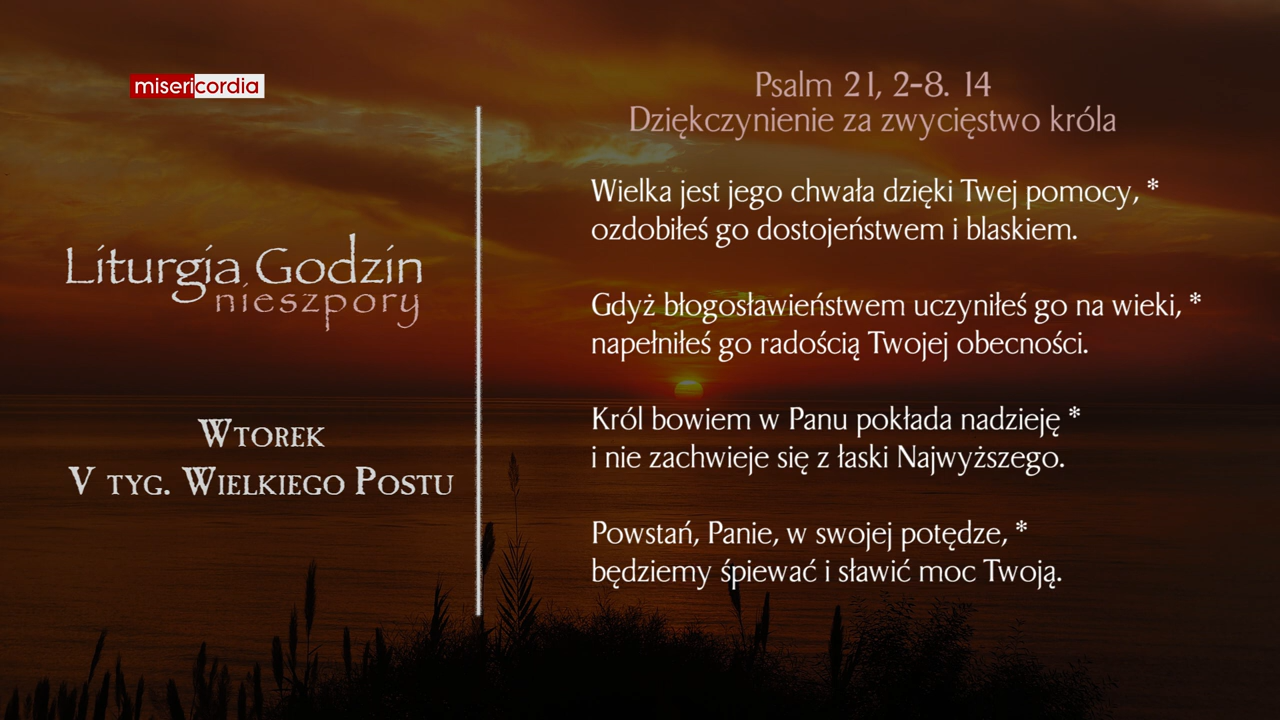 misericordia
Liturgia Godzin
nieszpory
Wtorek
V tyg. Wielkiego Postu
Psalm 21, 2-8. 14
Dziękczynienie za zwycięstwo króla
Wielka jest jego chwała dzięki Twej pomocy, *
ozdobiłeś go dostojeństwem i blaskiem.
Gdyż błogosławieństwem uczyniłeś go na wieki, *
napełniłeś go radością Twojej obecności.
Król bowiem w Panu pokłada nadzieję *
i nie zachwieje się z łaski Najwyższego.
Powstań, Panie, w swojej potędze, *
będziemy śpiewać i sławić moc Twoją.